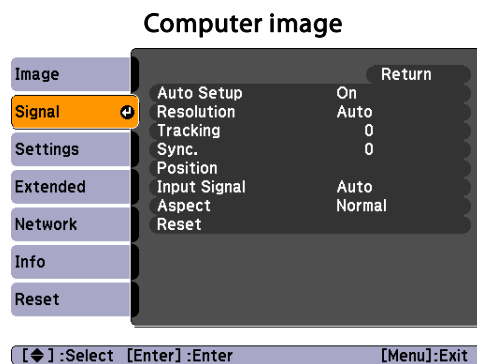 Computer image
Image
Signal
Settings
Extended
Network
Info
Reset
Return
Auto Setup On
Resolution Auto
Tracking 0
Sync. 0
Position
Input Signal Auto
Aspect Normal
Reset
[◆] :Select [Enter] :Enter [Menu]:Exit